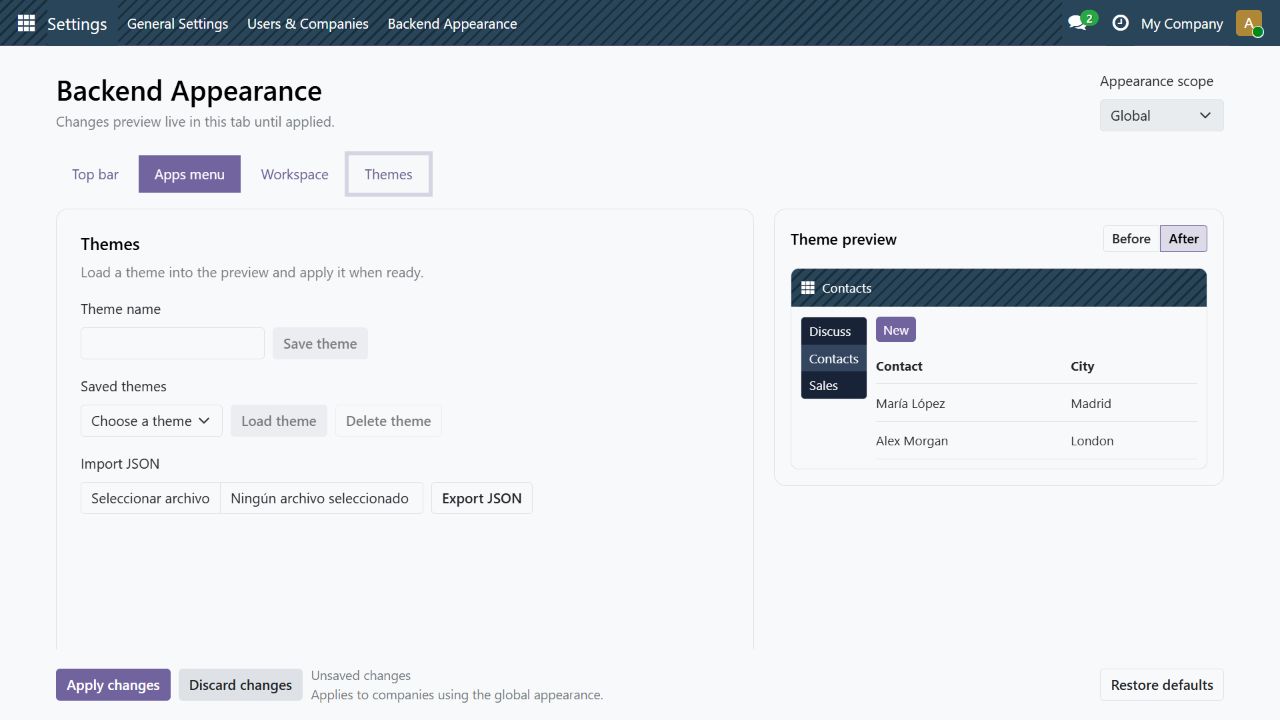 Settings General Settings Users & Companies Backend Appearance 2 My Company A
Backend Appearance
Changes preview live in this tab until applied.
Appearance scope
Global
Top bar Apps menu Workspace Themes
Themes
Load a theme into the preview and apply it when ready.
Theme name
Save theme
Saved themes
Choose a theme Load theme Delete theme
Import JSON
Seleccionar archivo Ningún archivo seleccionado Export JSON
Theme preview Before After
Contacts
Discuss New
Contacts Contact City
Sales
María López Madrid
Alex Morgan London
Apply changes Discard changes Unsaved changes
Applies to companies using the global appearance.
Restore defaults